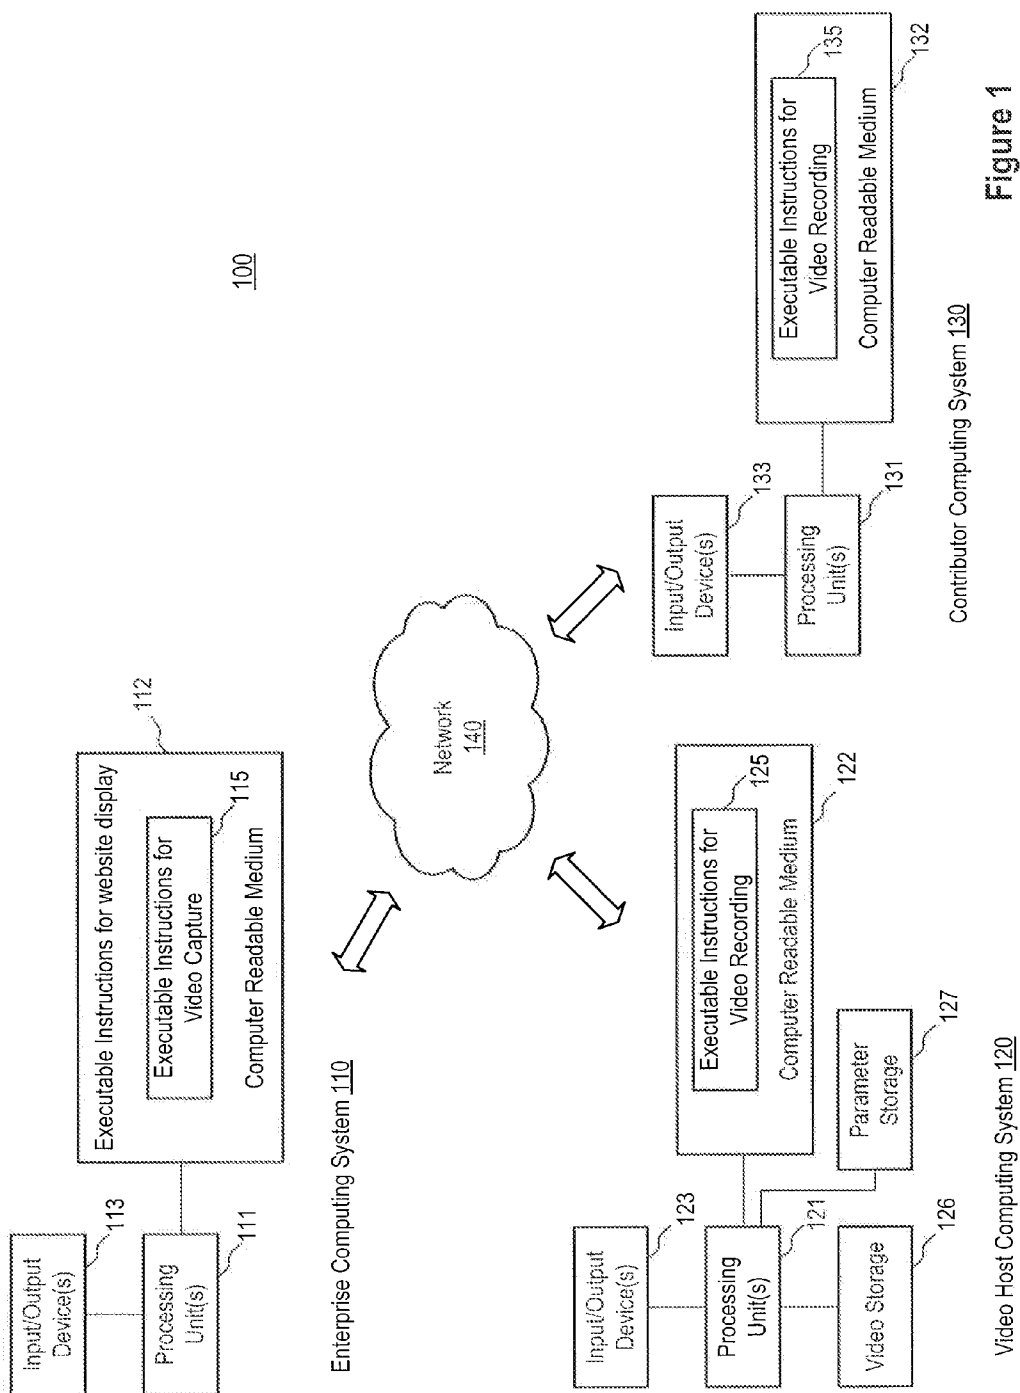 100
Input/Output
Device(s)
113
Processing
Unit(s)
111
Executable Instructions for website display
112
Executable Instructions for
Video Capture
115
Computer Readable Medium
Enterprise Computing System 110
Network
140
Input/Output
Device(s)
123
Processing
Unit(s)
121
Video Storage
126
Parameter
Storage
127
Executable Instructions for
Video Recording
125
Computer Readable Medium
122
Video Host Computing System 120
Input/Output
Device(s)
133
Processing
Unit(s)
131
Executable Instructions for
Video Recording
135
Computer Readable Medium
132
Contributor Computing System 130
Figure 1